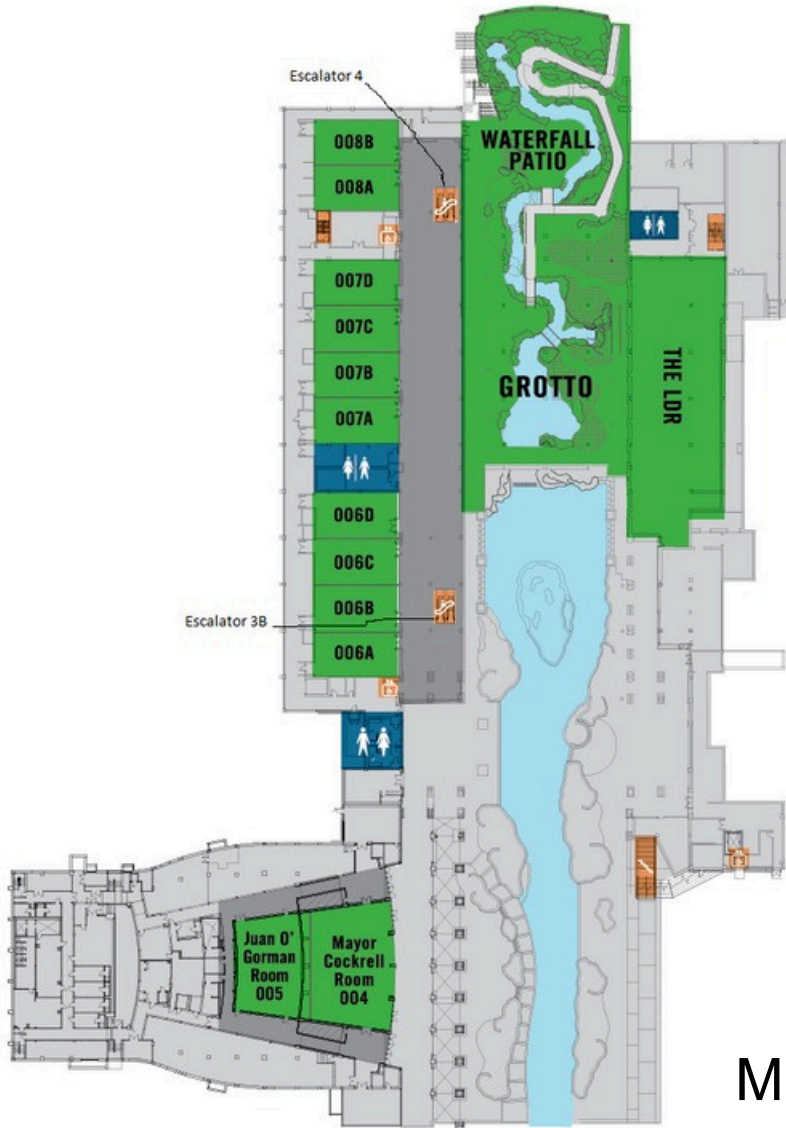 Escalator 4
008B
008A
WATERFALL
PATIO
007D
007C
007B
007A
GROTTO
THE LDR
006D
006C
006B
006A
Escalator 3B
Juan O'
Gorman
Room
005
Mayor
Cockrell
Room
004
M